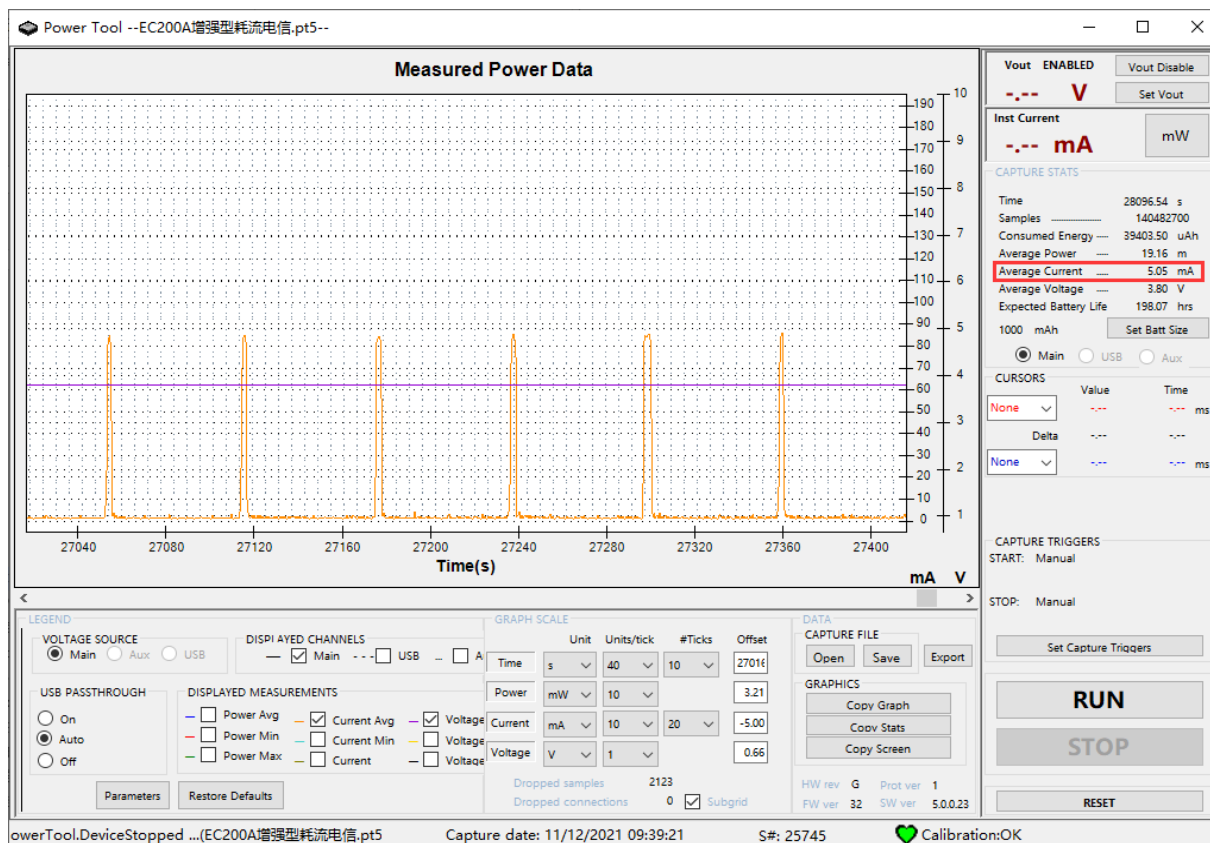 Power Tool --EC200A增强型耗流电信.pt5--
Measured Power Data
190
180
170
160
150
140
130
120
110
100
90
80
70
60
50
40
30
20
10
0
10
9
8
7
6
5
4
3
2
1
27040 27080 27120 27160 27200 27240 27280 27320 27360 27400
Time(s)
mA V
Vout ENABLED
Vout Disable
-.-- V
Set Vout
Inst Current
-.-- mA
mW
CAPTURE STATS
Time 28096.54 s
Samples 140482700
Consumed Energy 39403.50 uAh
Average Power 19.16 m
Average Current 5.05 mA
Average Voltage 3.80 V
Expected Battery Life 198.07 hrs
1000 mAh Set Batt Size
Main USB Aux
CURSORS
Value Time
None -.-- -.-- ms
Delta -.-- -.--
None -.-- -.-- ms
CAPTURE TRIGGERS
START: Manual
STOP: Manual
Set Capture Triggers
RUN
STOP
RESET
LEGEND
VOLTAGE SOURCE
Main Aux USB
DISPLAYED CHANNELS
Main USB A
USB PASSTHROUGH
On
Auto
Off
DISPLAYED MEASUREMENTS
Power Avg Current Avg Voltage
Power Min Current Min Voltage
Power Max Current Voltage
Parameters Restore Defaults
GRAPH SCALE
Unit Units/tick #Ticks Offset
Time s 40 10 27016
Power mW 10 3.21
Current mA 10 20 -5.00
Voltage V 1 0.66
Dropped samples 2123
Dropped connections 0 Subgrid
DATA
CAPTURE FILE
Open Save Export
GRAPHICS
Copy Graph
Copy Stats
Copy Screen
HW rev G Prot ver 1
FW ver 32 SW ver 5.0.0.23
owerTool.DeviceStopped ...(EC200A增强型耗流电信.pt5 Capture date: 11/12/2021 09:39:21 S#: 25745 Calibration:OK